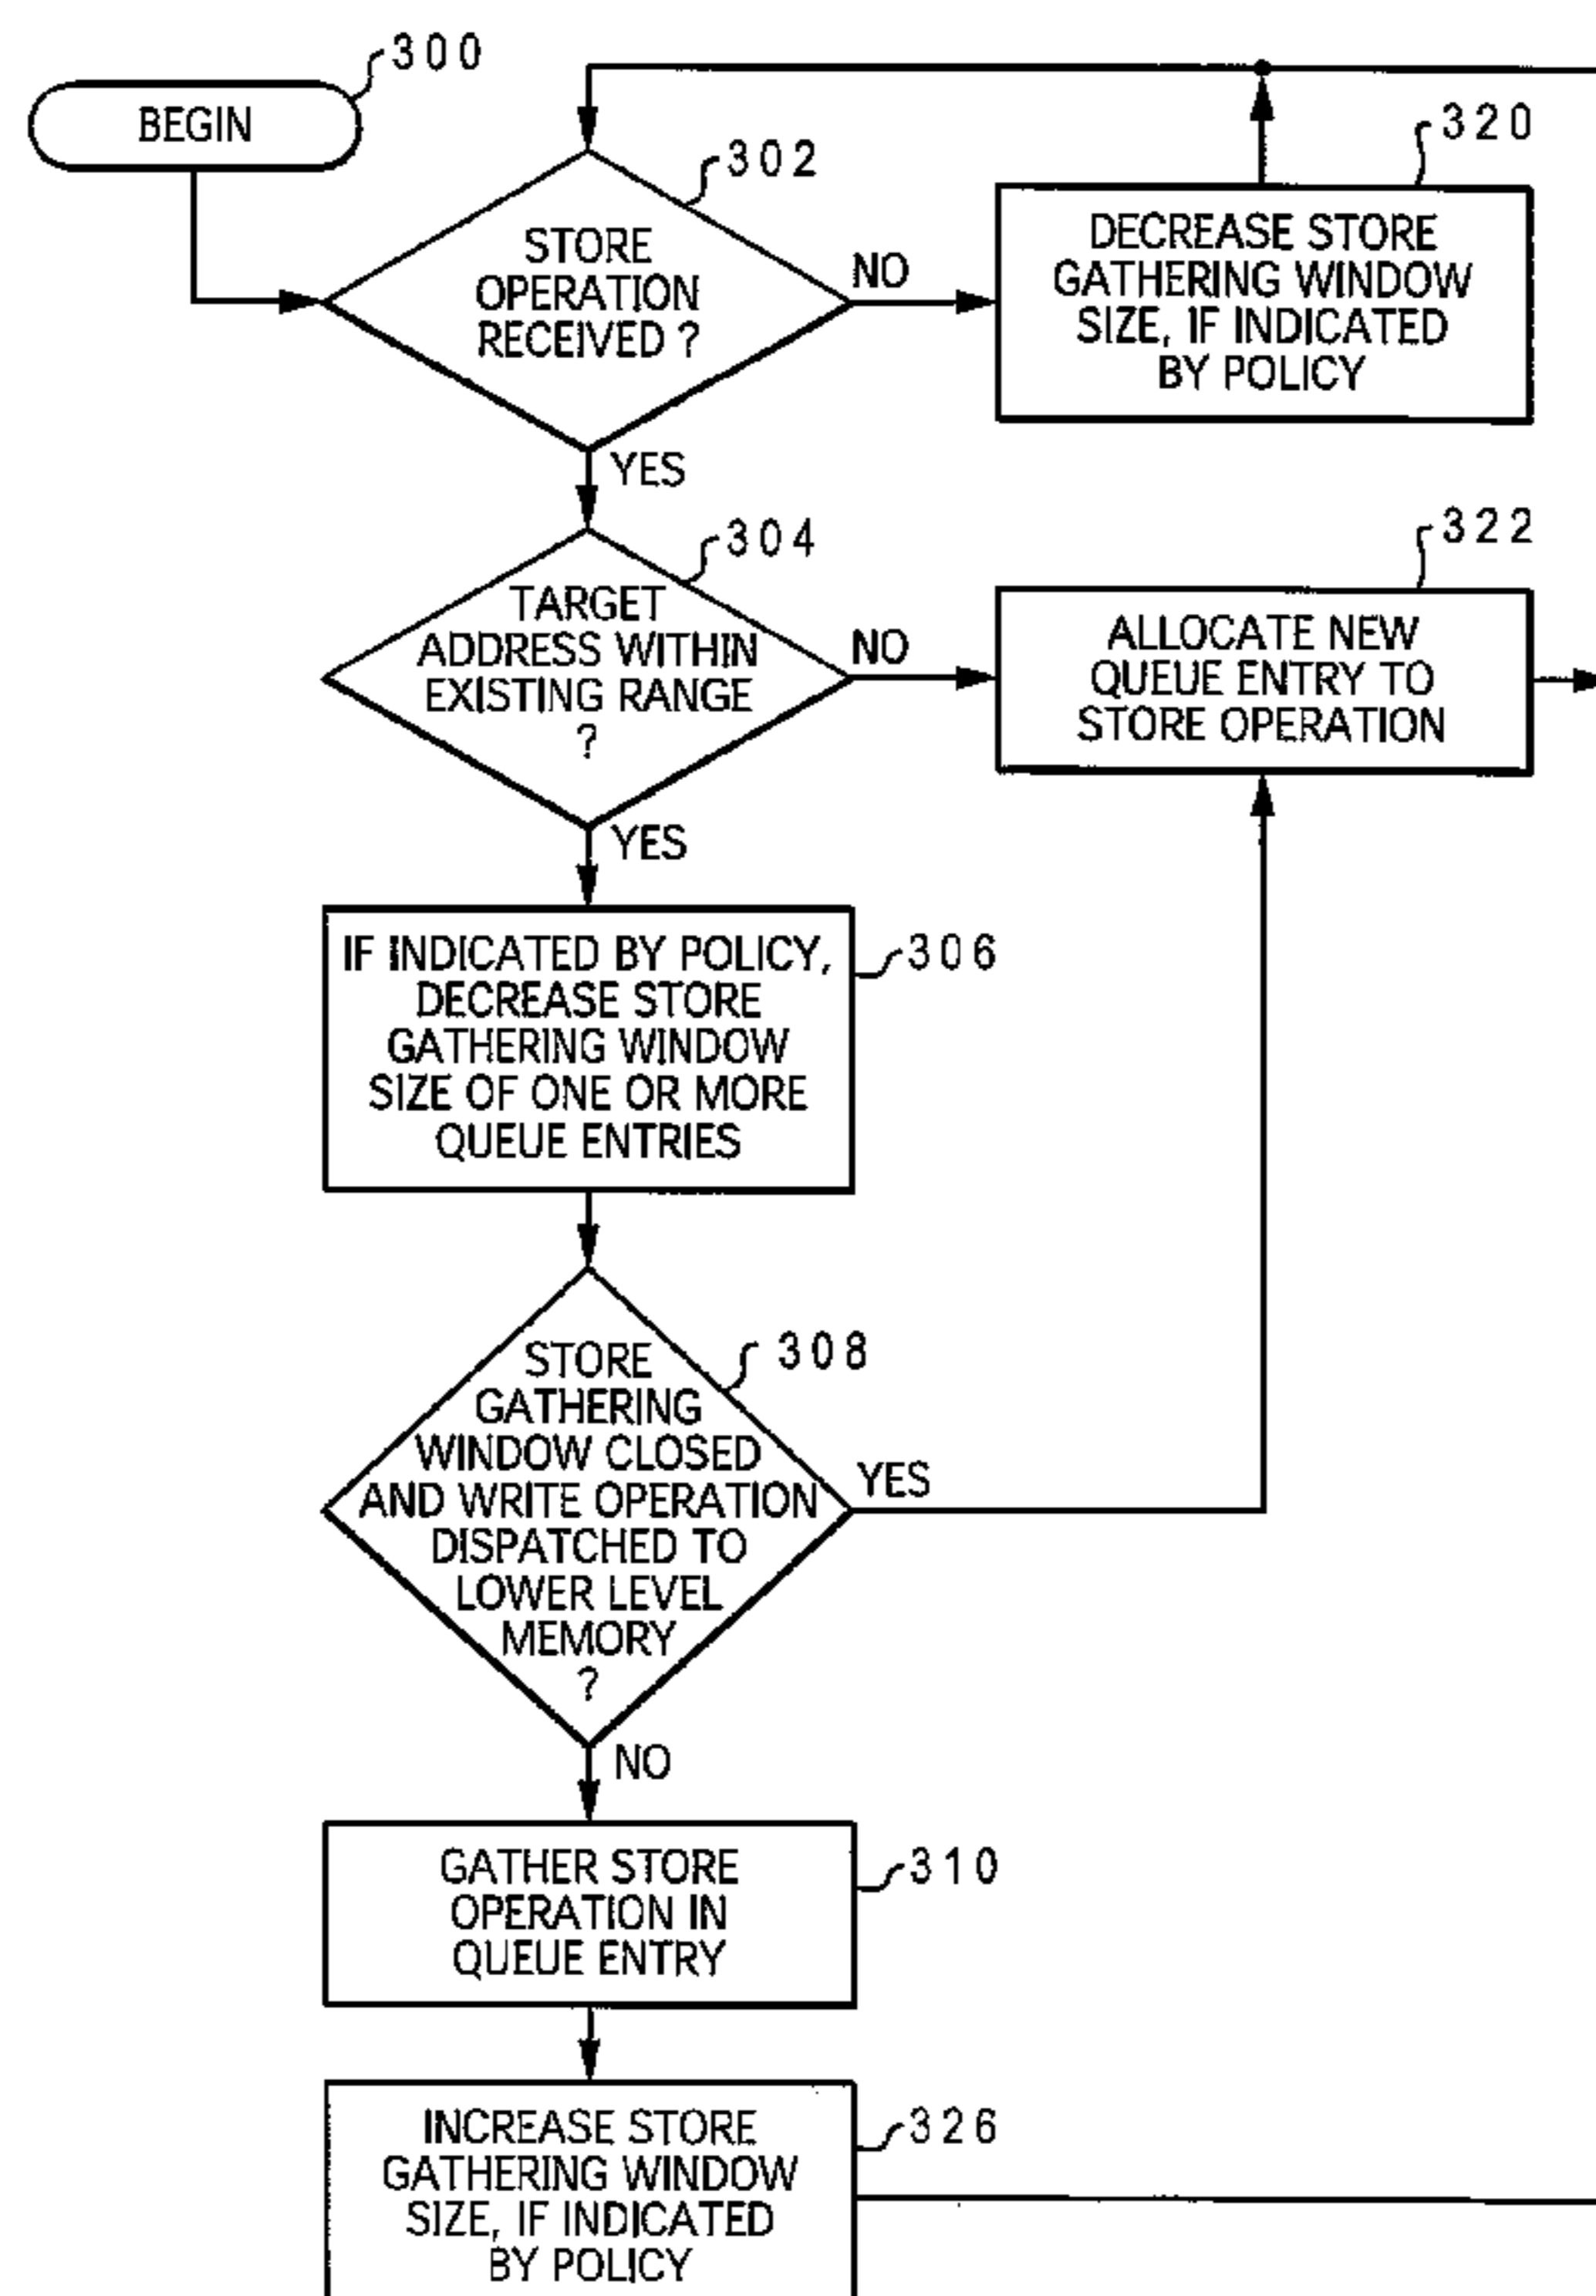 300
BEGIN
302
STORE
OPERATION
RECEIVED ?
NO
YES
320
DECREASE STORE
GATHERING WINDOW
SIZE, IF INDICATED
BY POLICY
304
TARGET
ADDRESS WITHIN
EXISTING RANGE
?
NO
YES
322
ALLOCATE NEW
QUEUE ENTRY TO
STORE OPERATION
IF INDICATED BY POLICY,
DECREASE STORE
GATHERING WINDOW
SIZE OF ONE OR MORE
QUEUE ENTRIES
306
308
STORE
GATHERING
WINDOW CLOSED
AND WRITE OPERATION
DISPATCHED TO
LOWER LEVEL
MEMORY
?
YES
NO
GATHER STORE
OPERATION IN
QUEUE ENTRY
310
INCREASE STORE
GATHERING WINDOW
SIZE, IF INDICATED
BY POLICY
326